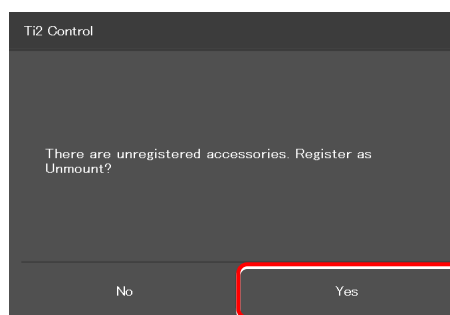 Ti2 Control
There are unregistered accessories. Register as
Unmount?
No
Yes